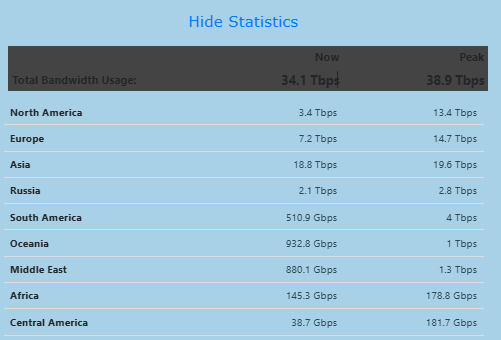 Hide Statistics
Now Peak
Total Bandwidth Usage: 34.1 Tbps 38.9 Tbps
North America 3.4 Tbps 13.4 Tbps
Europe 7.2 Tbps 14.7 Tbps
Asia 18.8 Tbps 19.6 Tbps
Russia 2.1 Tbps 2.8 Tbps
South America 510.9 Gbps 4 Tbps
Oceania 932.8 Gbps 1 Tbps
Middle East 880.1 Gbps 1.3 Tbps
Africa 145.3 Gbps 178.8 Gbps
Central America 38.7 Gbps 181.7 Gbps